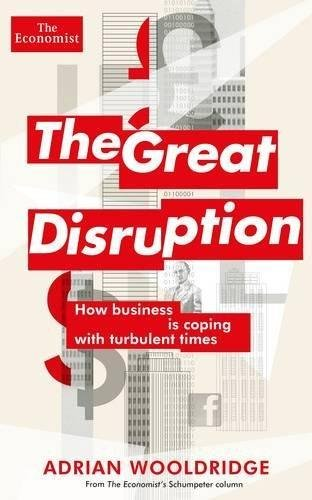 The
Economist
The Great
Disruption
How business
is coping
with turbulent times
ADRIAN WOOLDRIDGE
From The Economist's Schumpeter column